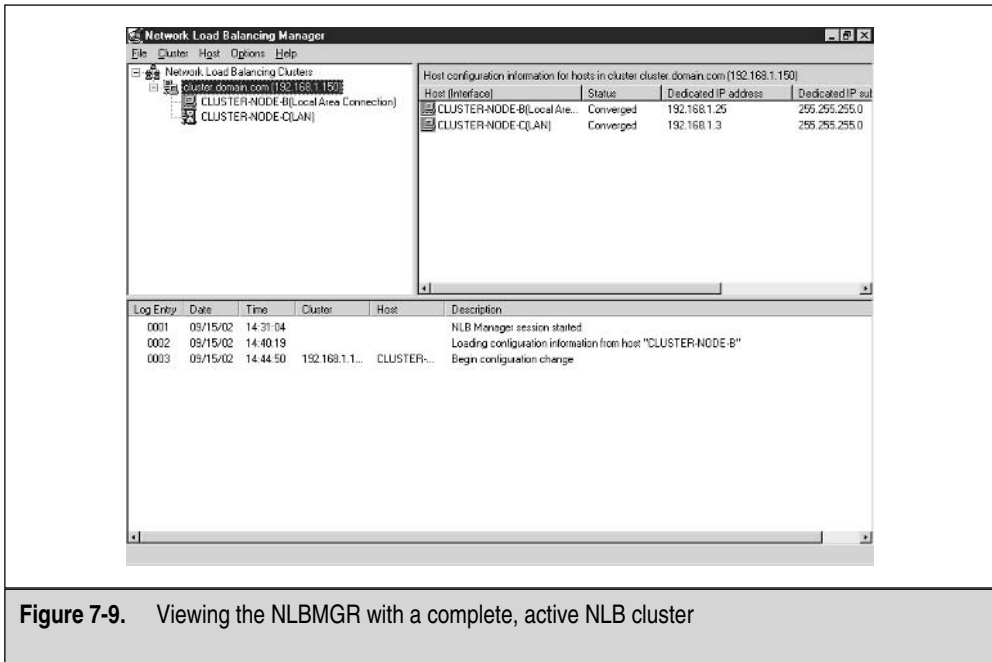 Network Load Balancing Manager
File Cluster Host Options Help
Network Load Balancing Clusters
cluster.domain.com (192.168.1.150)
CLUSTER-NODE-B(Local Area Connection)
CLUSTER-NODE-C(LAN)
Host configuration information for hosts in cluster cluster.domain.com (192.168.1.150)
Host (Interface) Status Dedicated IP address Dedicated IP sub
CLUSTER-NODE-B(Local Are... Converged 192.168.1.25 255.255.255.0
CLUSTER-NODE-C(LAN) Converged 192.168.1.3 255.255.255.0
Log Entry Date Time Cluster Host Description
0001 09/15/02 14:31:04 NLB Manager session started
0002 09/15/02 14:40:19 Loading configuration information from host "CLUSTER-NODE-B"
0003 09/15/02 14:44:50 192.168.1.1... CLUSTER-... Begin configuration change
Figure 7-9. Viewing the NLBMGR with a complete, active NLB cluster